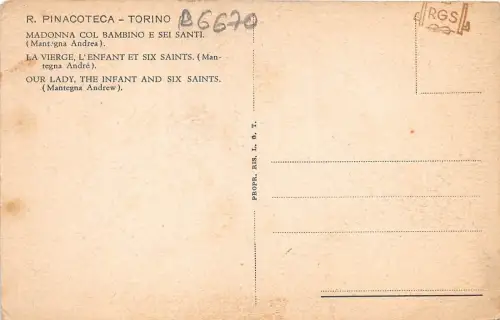 R. PINACOTECA - TORINO B6670
RGS
MADONNA COL BAMBINO E SEI SANTI.
(Mantegna Andrea).
LA VIERGE, L'ENFANT ET SIX SAINTS. (Man-
tegna André).
OUR LADY, THE INFANT AND SIX SAINTS.
(Mantegna Andrew).
PROPR. RIS. L. G. T.